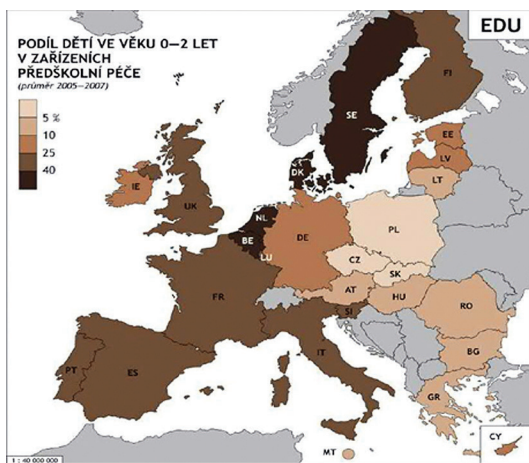 EDU
PODÍL DĚTÍ VE VĚKU 0—2 LET
V ZAŘÍZENÍCH
PŘEDŠKOLNÍ PÉČE
(průměr 2005—2007)
5 %
10
25
40
FI
SE
EE
LV
LT
DK
IE
UK
NL
BE
LU
DE
PL
CZ
SK
AT
HU
RO
FR
SI
BG
IT
PT
ES
GR
MT
CY
1 : 40 000 000